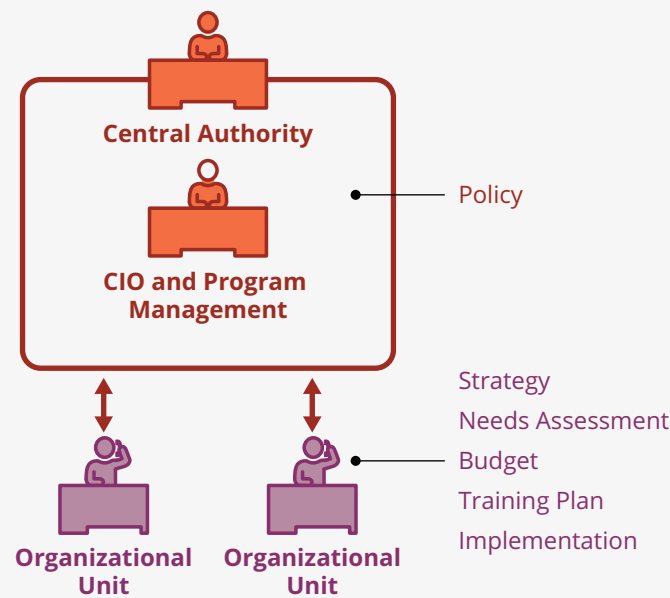 Central Authority
Policy
CIO and Program
Management
Strategy
Needs Assessment
Budget
Training Plan
Implementation
Organizational
Unit
Organizational
Unit